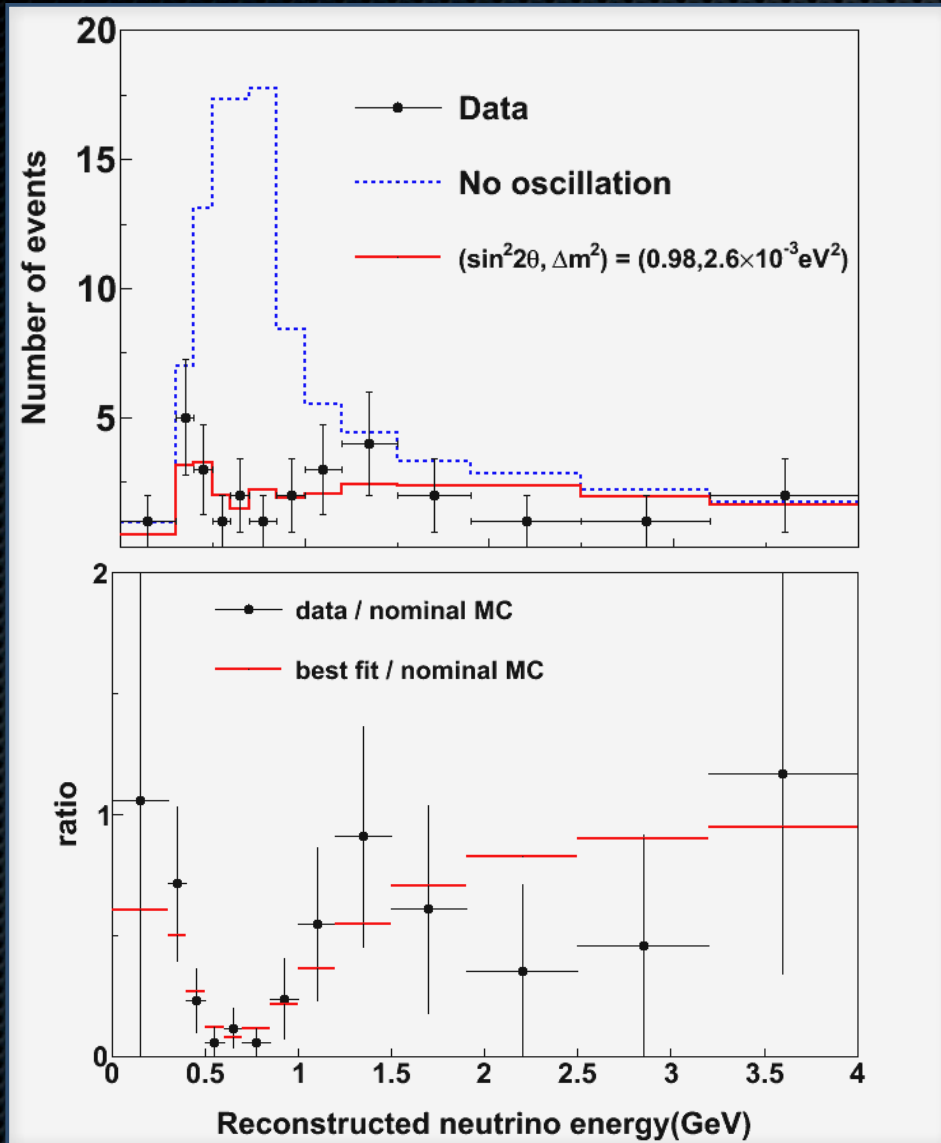 20
15
10
5
Number of events
Data
No oscillation
(sin²2θ, Δm²) = (0.98,2.6×10⁻³eV²)
2
1
0
ratio
data / nominal MC
best fit / nominal MC
0 0.5 1 1.5 2 2.5 3 3.5 4
Reconstructed neutrino energy(GeV)